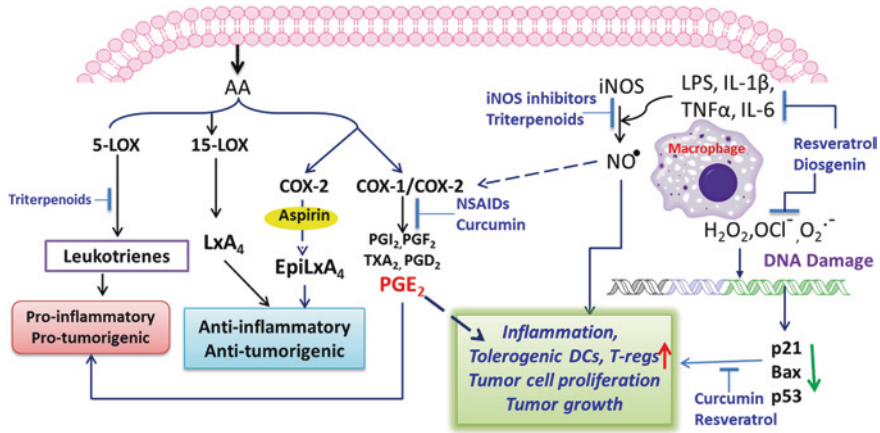 AA
5-LOX
15-LOX
Triterpenoids
COX-2
Aspirin
COX-1/COX-2
NSAIDs
Curcumin
LxA₄
EpiLxA₄
PGI₂,PGF₂
TXA₂, PGD₂
PGE₂
Leukotrienes
Pro-inflammatory
Pro-tumorigenic
Anti-inflammatory
Anti-tumorigenic
iNOS
iNOS inhibitors
Triterpenoids
NO•
LPS, IL-1β,
TNFα, IL-6
Macrophage
Resveratrol
Diosgenin
H₂O₂,OCl⁻,O₂•⁻
DNA Damage
Inflammation,
Tolerogenic DCs, T-regs
Tumor cell proliferation
Tumor growth
p21
Bax
p53
Curcumin
Resveratrol